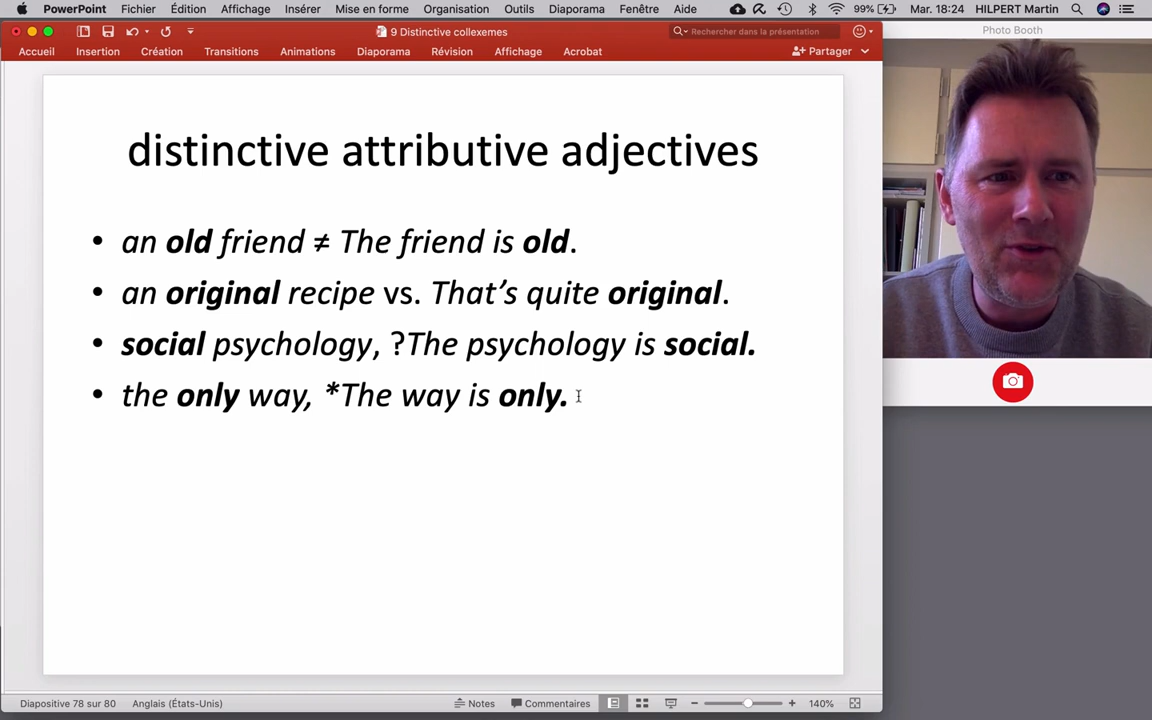 PowerPoint Fichier Édition Affichage Insérer Mise en forme Organisation Outils Diaporama Fenêtre Aide 99% Mar. 18:24 HILPERT Martin
9 Distinctive collexemes
Rechercher dans la présentation
Photo Booth
Accueil Insertion Création Transitions Animations Diaporama Révision Affichage Acrobat Partager
distinctive attributive adjectives
• an old friend ≠ The friend is old.
• an original recipe vs. That’s quite original.
• social psychology, ?The psychology is social.
• the only way, *The way is only.
Diapositive 78 sur 80 Anglais (États-Unis) Notes Commentaires 140%